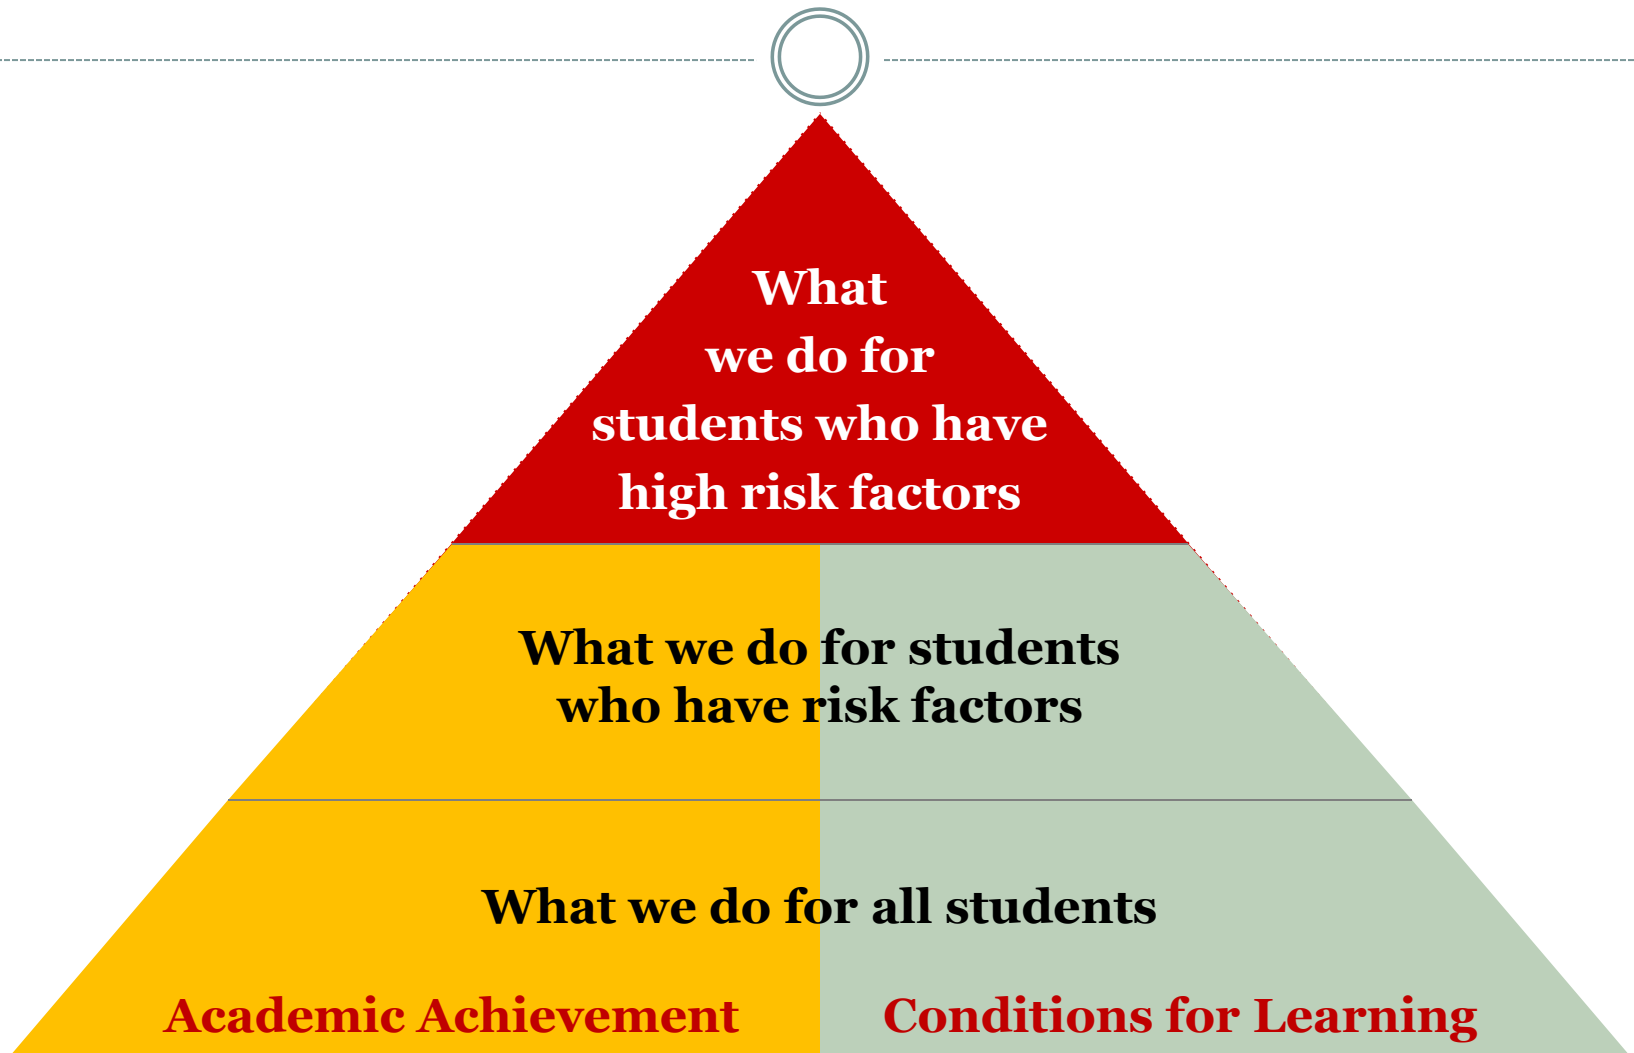 What
we do for
students who have
high risk factors
What we do for students
who have risk factors
What we do for all students
Academic Achievement
Conditions for Learning